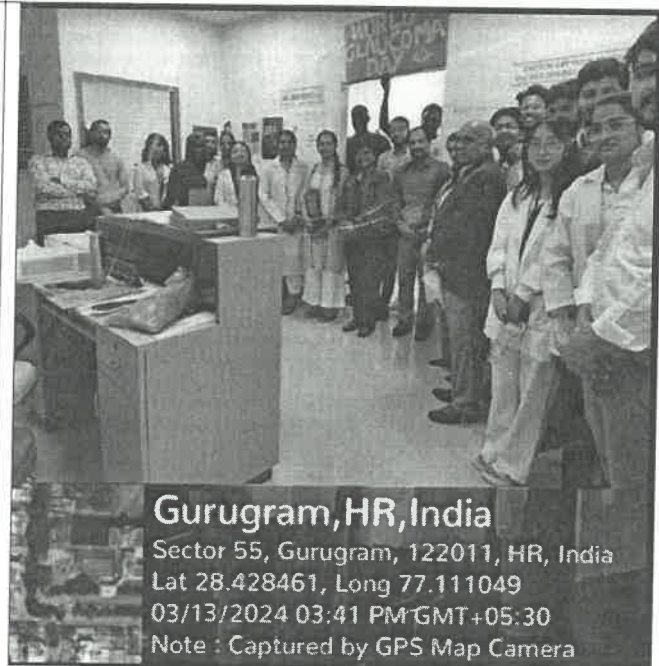 WORLD
GLAUCOMA
DAY
Gurugram,HR,India
Sector 55, Gurugram, 122011, HR, India
Lat 28.428461, Long 77.111049
03/13/2024 03:41 PM GMT+05:30
Note : Captured by GPS Map Camera